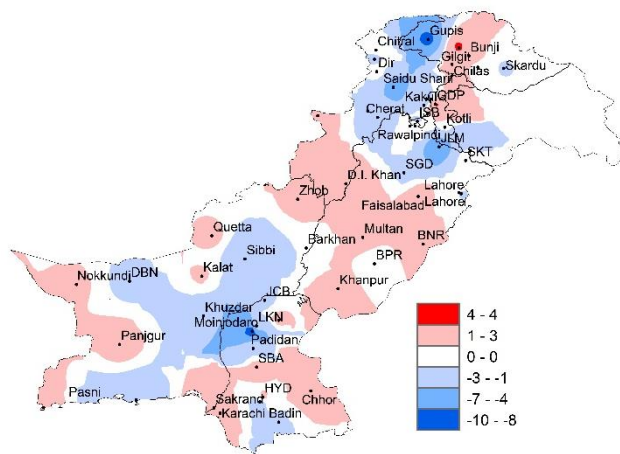 Gupis
Chitral
Bunji
Dir
Gilgit
Chilas
Skardu
Saidu Sharif
Kakul
GDP
Cherat
ISB
Kotli
Rawalpindi
JLM
SKT
SGD
D.I. Khan
Lahore
Zhob
Faisalabad
Lahore
Quetta
Multan
BNR
Barkhan
Sibbi
BPR
DBN
Kalat
Nokkundi
Khanpur
JCB
Khuzdar
LKN
Moinjodaro
Panjgur
Padidan
SBA
Pasni
HYD
Sakrand
Chhor
Karachi
Badin
4 - 4
1 - 3
0 - 0
-3 - -1
-7 - -4
-10 - -8